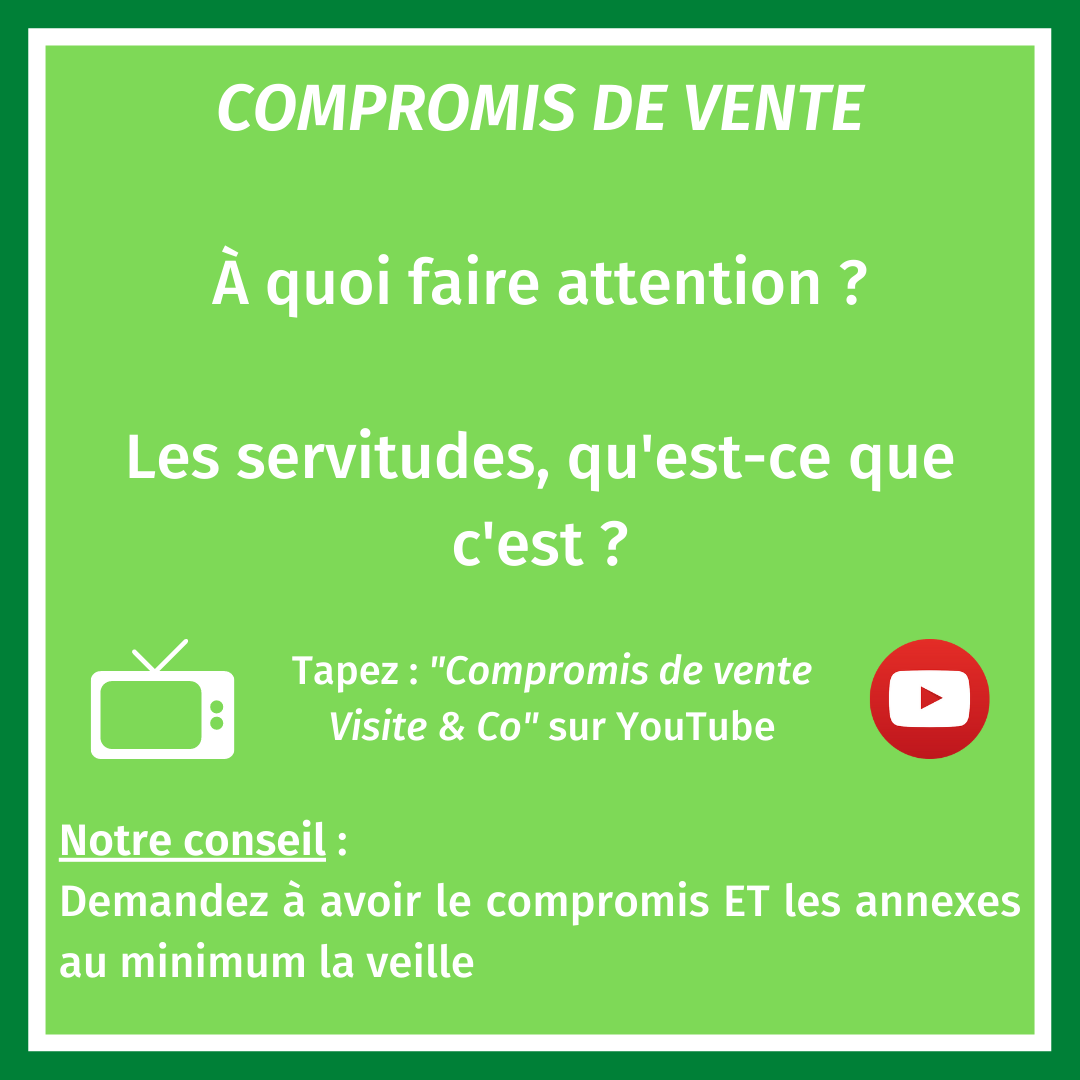 COMPROMIS DE VENTE
À quoi faire attention ?
Les servitudes, qu'est-ce que
c'est ?
Tapez : "Compromis de vente
Visite & Co" sur YouTube
Notre conseil :
Demandez à avoir le compromis ET les annexes
au minimum la veille